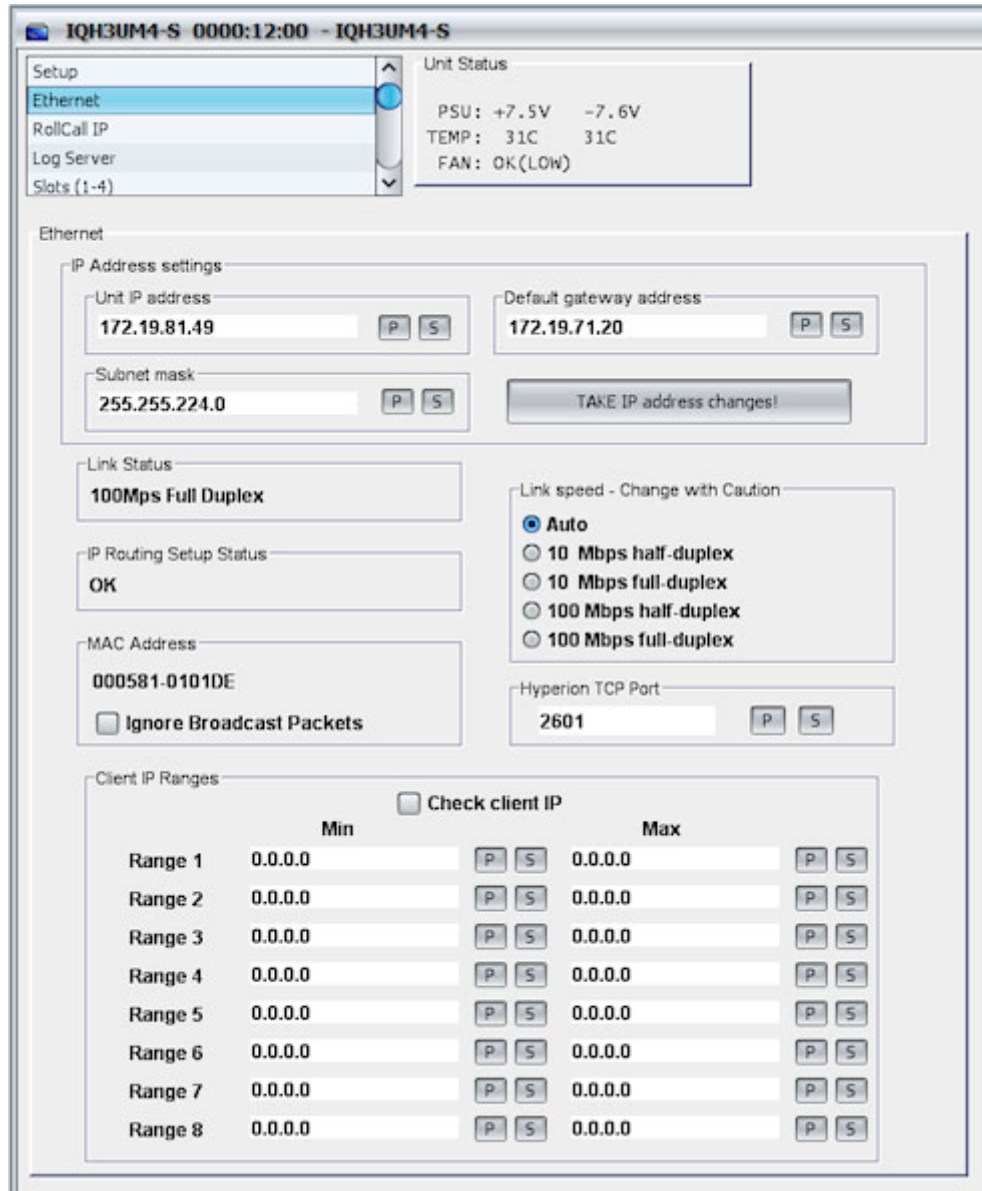 IQH3UM4-S 0000:12:00 - IQH3UM4-S
Setup
Ethernet
RollCall IP
Log Server
Slots (1-4)
Unit Status
PSU: +7.5V -7.6V
TEMP: 31C 31C
FAN: OK(LOW)
Ethernet
IP Address settings
Unit IP address
172.19.81.49 P S
Default gateway address
172.19.71.20 P S
Subnet mask
255.255.224.0 P S
TAKE IP address changes!
Link Status
100Mps Full Duplex
IP Routing Setup Status
OK
MAC Address
000581-0101DE
Ignore Broadcast Packets
Link speed - Change with Caution
Auto
10 Mbps half-duplex
10 Mbps full-duplex
100 Mbps half-duplex
100 Mbps full-duplex
Hyperion TCP Port
2601 P S
Client IP Ranges
Check client IP
Min Max
Range 1 0.0.0.0 P S 0.0.0.0 P S
Range 2 0.0.0.0 P S 0.0.0.0 P S
Range 3 0.0.0.0 P S 0.0.0.0 P S
Range 4 0.0.0.0 P S 0.0.0.0 P S
Range 5 0.0.0.0 P S 0.0.0.0 P S
Range 6 0.0.0.0 P S 0.0.0.0 P S
Range 7 0.0.0.0 P S 0.0.0.0 P S
Range 8 0.0.0.0 P S 0.0.0.0 P S